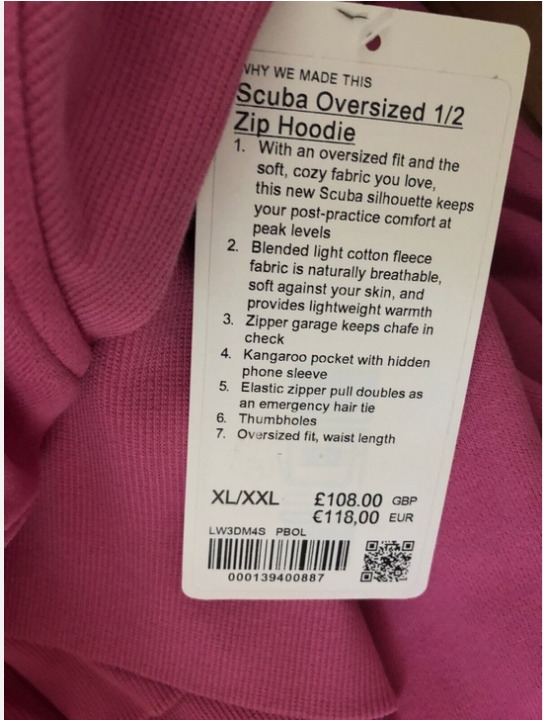 WHY WE MADE THIS
Scuba Oversized 1/2
Zip Hoodie
1. With an oversized fit and the
soft, cozy fabric you love,
this new Scuba silhouette keeps
your post-practice comfort at
peak levels
2. Blended light cotton fleece
fabric is naturally breathable,
soft against your skin, and
provides lightweight warmth
3. Zipper garage keeps chafe in
check
4. Kangaroo pocket with hidden
phone sleeve
5. Elastic zipper pull doubles as
an emergency hair tie
6. Thumbholes
7. Oversized fit, waist length
XL/XXL £108.00 GBP
€118,00 EUR
LW3DM4S PBOL
000139400887